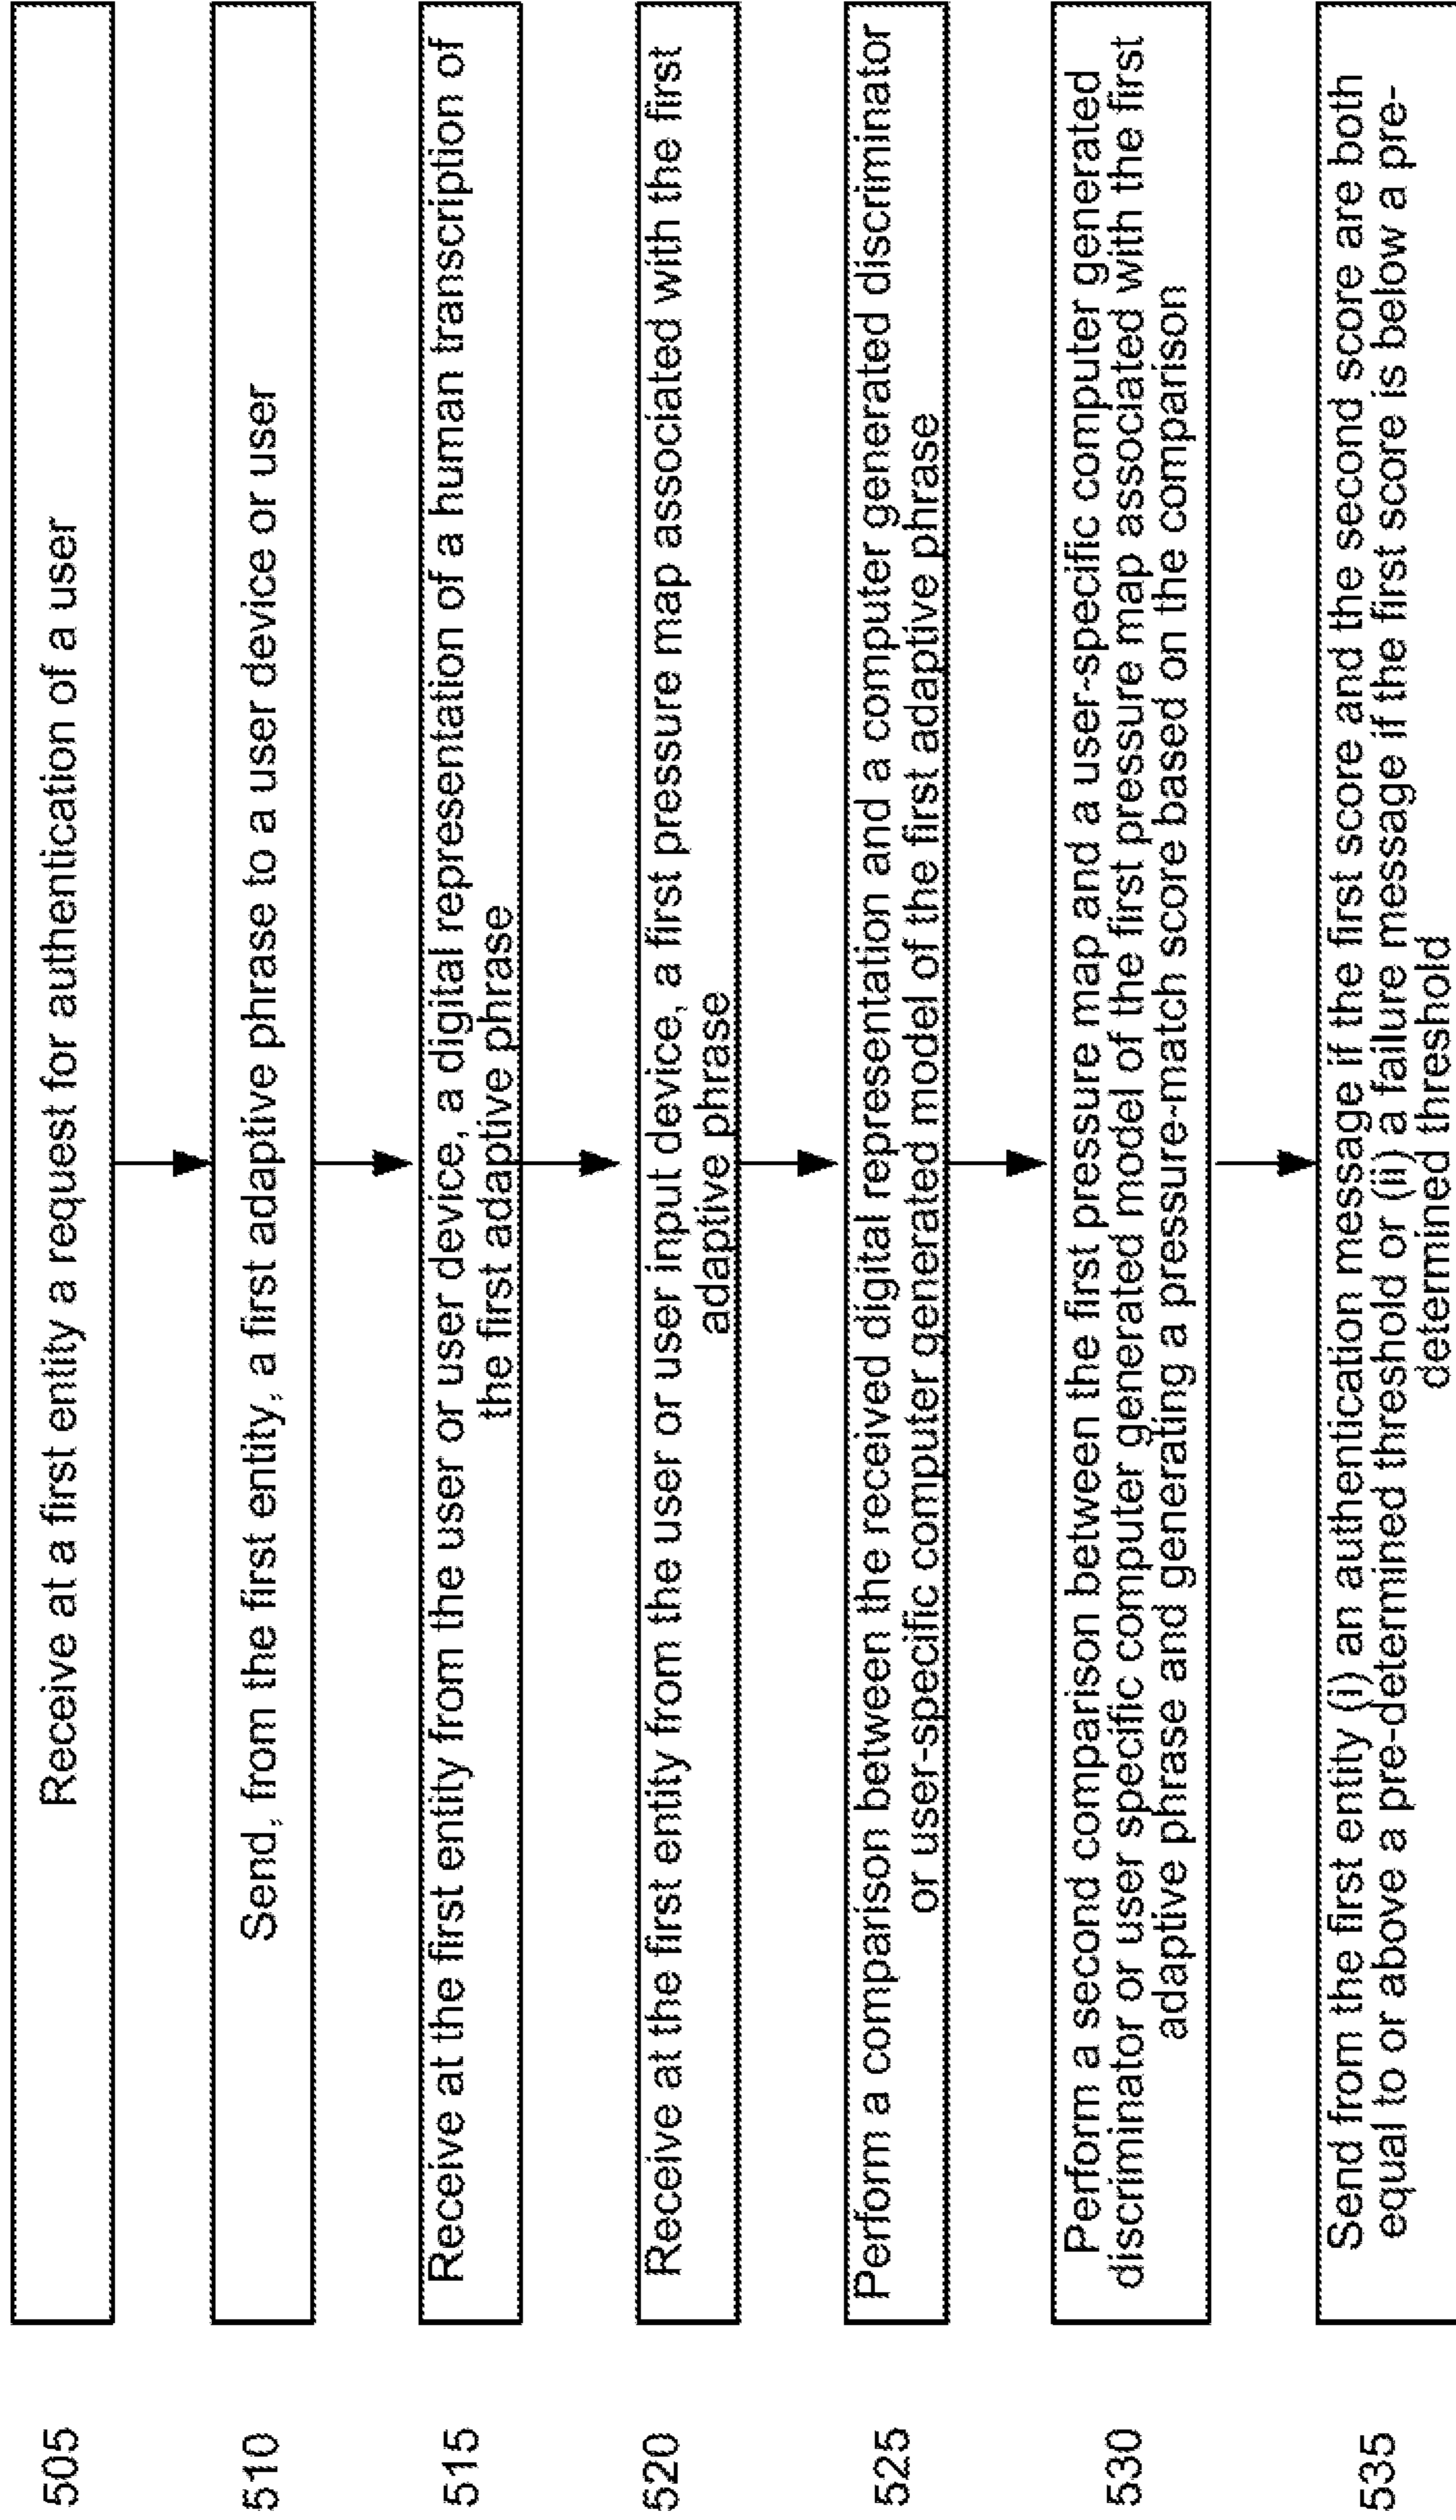 505
Receive at a first entity a request for authentication of a user
510
Send, from the first entity, a first adaptive phrase to a user device or user
515
Receive at the first entity from the user or user device, a digital representation of a human transcription of
the first adaptive phrase
520
Receive at the first entity from the user or user input device, a first pressure map associated with the first
adaptive phrase
525
Perform a comparison between the received digital representation and a computer generated discriminator
or user-specific computer generated model of the first adaptive phrase
530
Perform a second comparison between the first pressure map and a user-specific computer generated
discriminator or user specific computer generated model of the first pressure map associated with the first
adaptive phrase and generating a pressure-match score based on the comparison
535
Send from the first entity (i) an authentication message if the first score and the second score are both
equal to or above a pre-determined threshold or (ii) a failure message if the first score is below a pre-
determined threshold